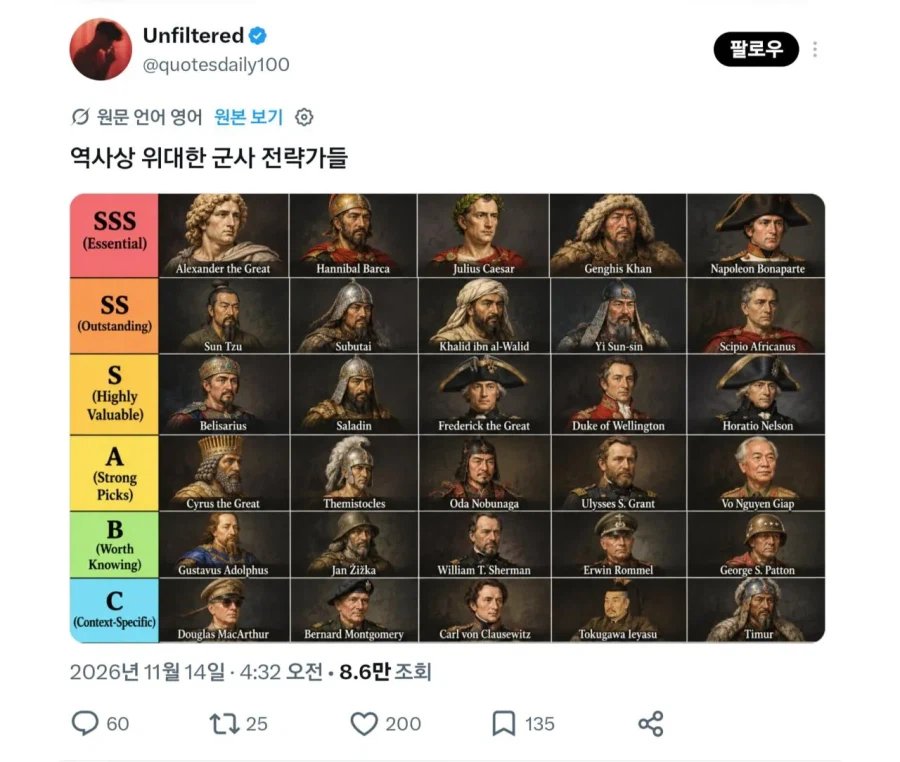 Unfiltered
@quotesdaily100
팔로우
원문 언어 영어 원본 보기
역사상 위대한 군사 전략가들
SSS
(Essential)
Alexander the Great
Hannibal Barca
Julius Caesar
Genghis Khan
Napoleon Bonaparte
SS
(Outstanding)
Sun Tzu
Subutai
Khalid ibn al-Walid
Yi Sun-sin
Scipio Africanus
S
(Highly
Valuable)
Belisarius
Saladin
Frederick the Great
Duke of Wellington
Horatio Nelson
A
(Strong
Picks)
Cyrus the Great
Themistocles
Oda Nobunaga
Ulysses S. Grant
Vo Nguyen Giap
B
(Worth
Knowing)
Gustavus Adolphus
Jan Žižka
William T. Sherman
Erwin Rommel
George S. Patton
C
(Context-Specific)
Douglas MacArthur
Bernard Montgomery
Carl von Clausewitz
Tokugawa Ieyasu
Timur
2026년 11월 14일 · 4:32 오전 · 8.6만 조회
60
25
200
135